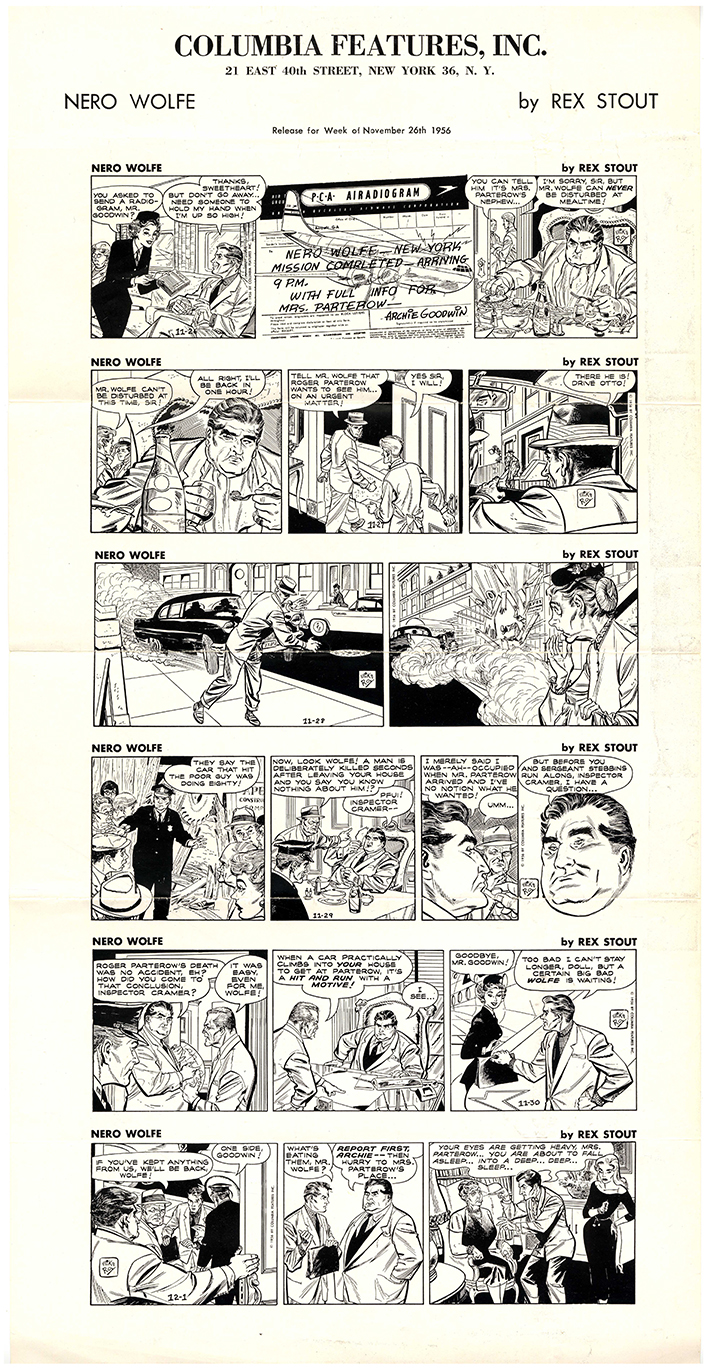 COLUMBIA FEATURES, INC.
21 EAST 40th STREET, NEW YORK 36, N. Y.
NERO WOLFE
by REX STOUT
Release for Week of November 26th 1956
NERO WOLFE
by REX STOUT
YOU ASKED TO
SEND A RADIO-
GRAM, MR.
GOODWIN?
THANKS,
SWEETHEART!
BUT DON'T GO AWAY...
NEED SOMEONE TO
HOLD MY HAND WHEN
I'M UP SO HIGH!
11-26
P.C.A. AIRADIOGRAM
NERO WOLFE - NEW YORK
MISSION COMPLETED - ARRIVING
9 P.M.
WITH FULL INFO FOR
MRS. PARTEROW -
ARCHIE GOODWIN
YOU CAN TELL
HIM IT'S MRS.
PARTEROW'S
NEPHEW...
I'M SORRY, SIR, BUT
MR. WOLFE CAN NEVER
BE DISTURBED AT
MEALTIME!
NERO WOLFE
by REX STOUT
MR. WOLFE CAN'T
BE DISTURBED AT
THIS TIME, SIR!
ALL RIGHT, I'LL
BE BACK IN
ONE HOUR!
TELL MR. WOLFE THAT
ROGER PARTEROW
WANTS TO SEE HIM...
ON AN URGENT
MATTER!
YES SIR,
I WILL!
11-27
THERE HE IS!
DRIVE OTTO!
NERO WOLFE
by REX STOUT
11-28
NERO WOLFE
by REX STOUT
THEY SAY THE
CAR THAT HIT
THE POOR GUY WAS
DOING EIGHTY!
NOW, LOOK WOLFE! A MAN IS
DELIBERATELY KILLED SECONDS
AFTER LEAVING YOUR HOUSE
AND YOU SAY YOU KNOW
NOTHING ABOUT HIM!?
PFUI!
INSPECTOR
CRAMER--
11-29
I MERELY SAID I
WAS--AH--OCCUPIED
WHEN MR. PARTEROW
ARRIVED AND I'VE
NO NOTION WHAT HE
WANTED!
UMM...
© 1956 BY COLUMBIA FEATURES INC.
BUT BEFORE YOU
AND SERGEANT STEBBINS
RUN ALONG, INSPECTOR
CRAMER, I HAVE A
QUESTION...
NERO WOLFE
by REX STOUT
ROGER PARTEROW'S DEATH
WAS NO ACCIDENT, EH?
HOW DID YOU COME TO
THAT CONCLUSION,
INSPECTOR CRAMER?
IT WAS
EASY.
EVEN
FOR ME,
WOLFE!
WHEN A CAR PRACTICALLY
CLIMBS INTO YOUR HOUSE
TO GET AT PARTEROW, IT'S
A HIT AND RUN WITH A
MOTIVE!
I
SEE...
GOODBYE,
MR. GOODWIN!
TOO BAD I CAN'T STAY
LONGER, DOLL, BUT A
CERTAIN BIG BAD
WOLFE IS WAITING!
© 1956 BY COLUMBIA FEATURES INC.
11-30
NERO WOLFE
by REX STOUT
IF YOU'VE KEPT ANYTHING
FROM US, WE'LL BE BACK,
WOLFE!
ONE SIDE,
GOODWIN!
© 1956 BY COLUMBIA FEATURES INC.
12-1
WHAT'S
EATING
THEM, MR.
WOLFE?
REPORT FIRST,
ARCHIE--THEN
HURRY TO MRS.
PARTEROW'S
PLACE...
YOUR EYES ARE GETTING HEAVY, MRS.
PARTEROW... YOU ARE ABOUT TO FALL
ASLEEP... INTO A DEEP... DEEP...
SLEEP...